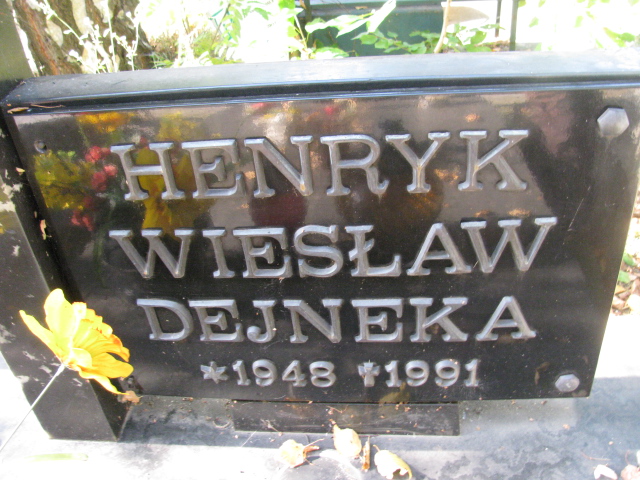 HENRYK
WIESŁAW
DEJNEKA
*1948 ✝1991